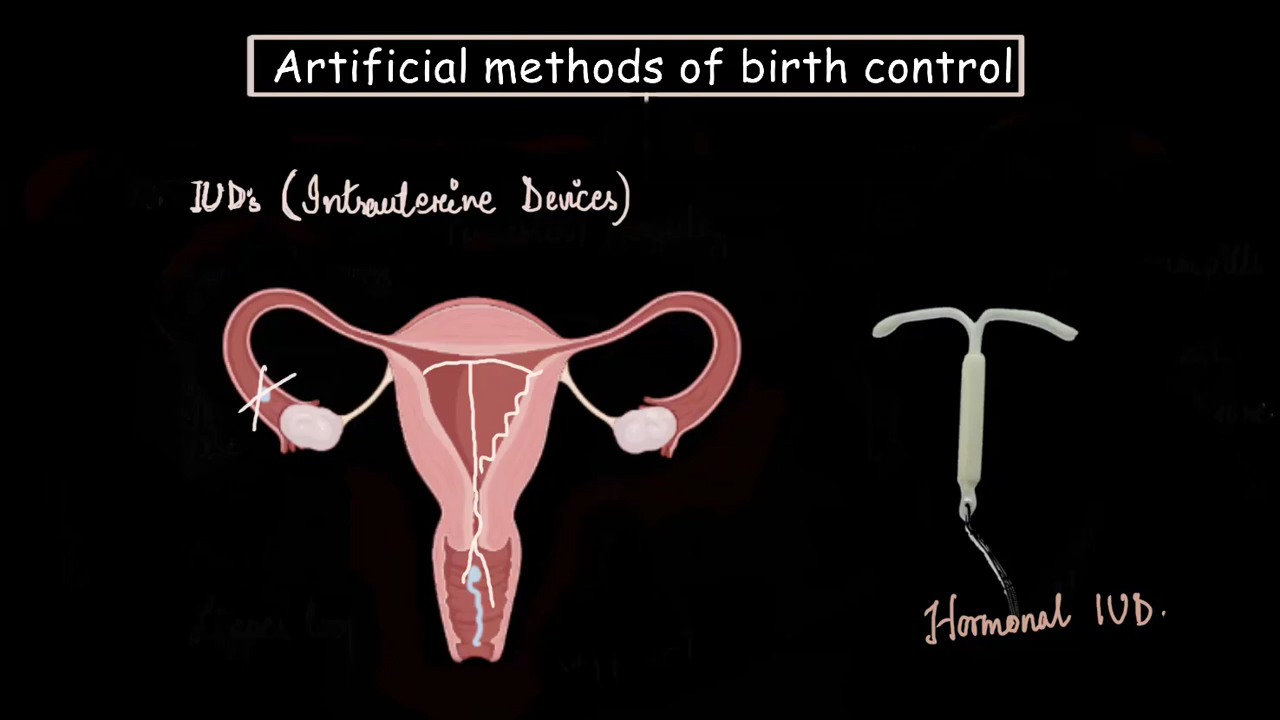 Artificial methods of birth control
IUD's (Intrauterine Devices)
Hormonal IUD.